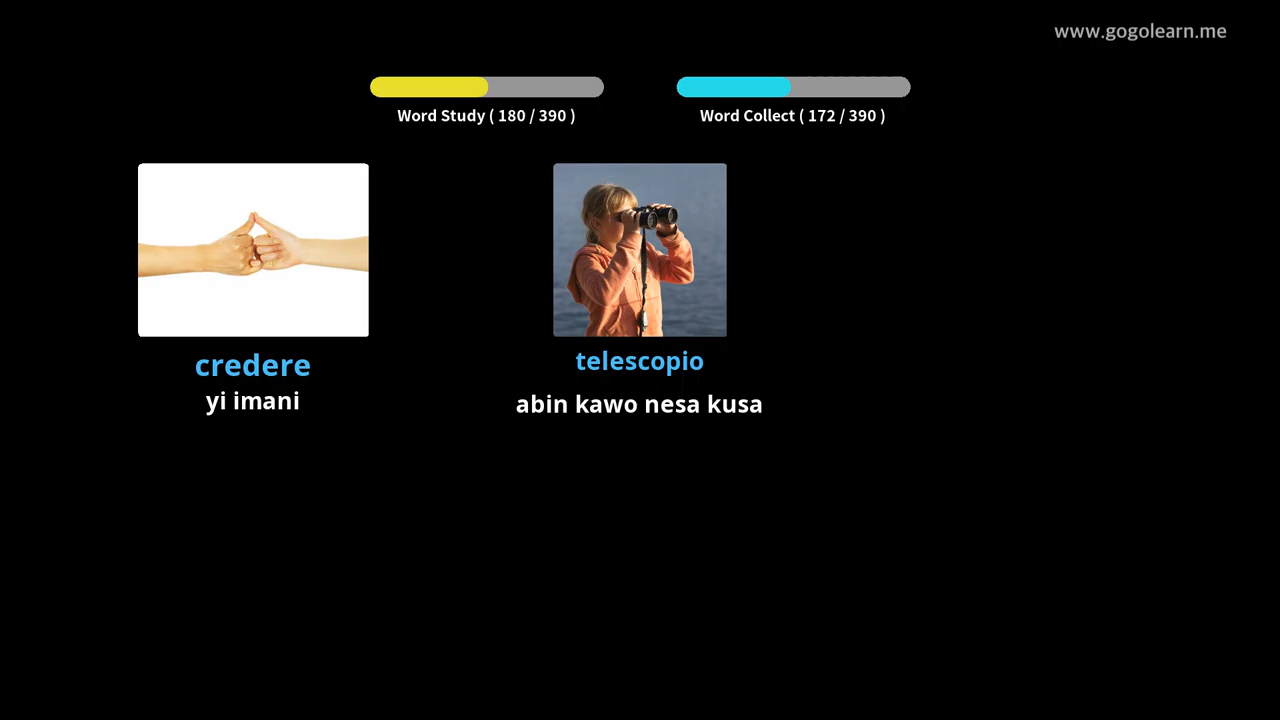 www.gogolearn.me
Word Study ( 180 / 390 )
Word Collect ( 172 / 390 )
credere
yi imani
telescopio
abin kawo nesa kusa